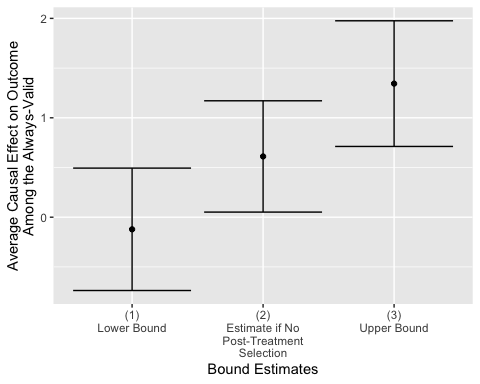 Average Causal Effect on Outcome
Among the Always-Valid
2
1
0
(1)
Lower Bound
(2)
Estimate if No
Post-Treatment
Selection
(3)
Upper Bound
Bound Estimates